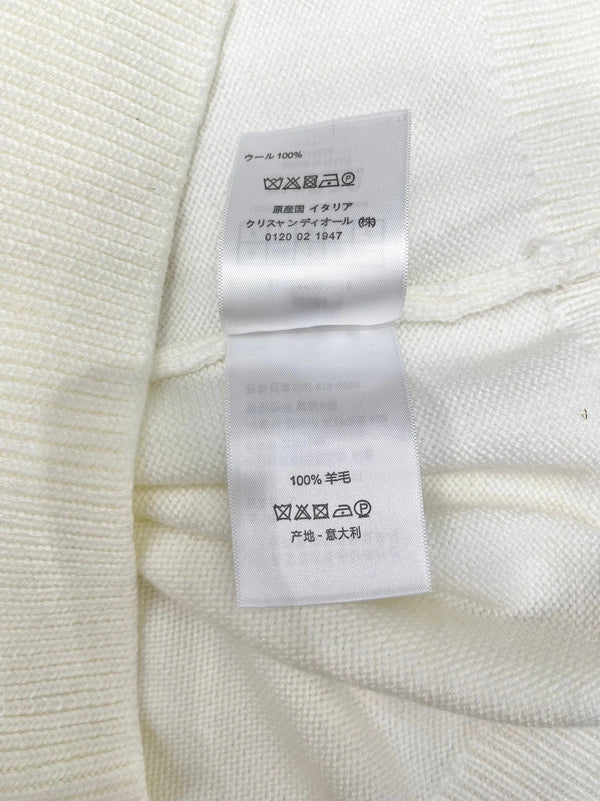 ウール 100%
原産国 イタリア
クリスャン ディオール ㈱
0120 02 1947
100% 羊毛
产地 - 意大利